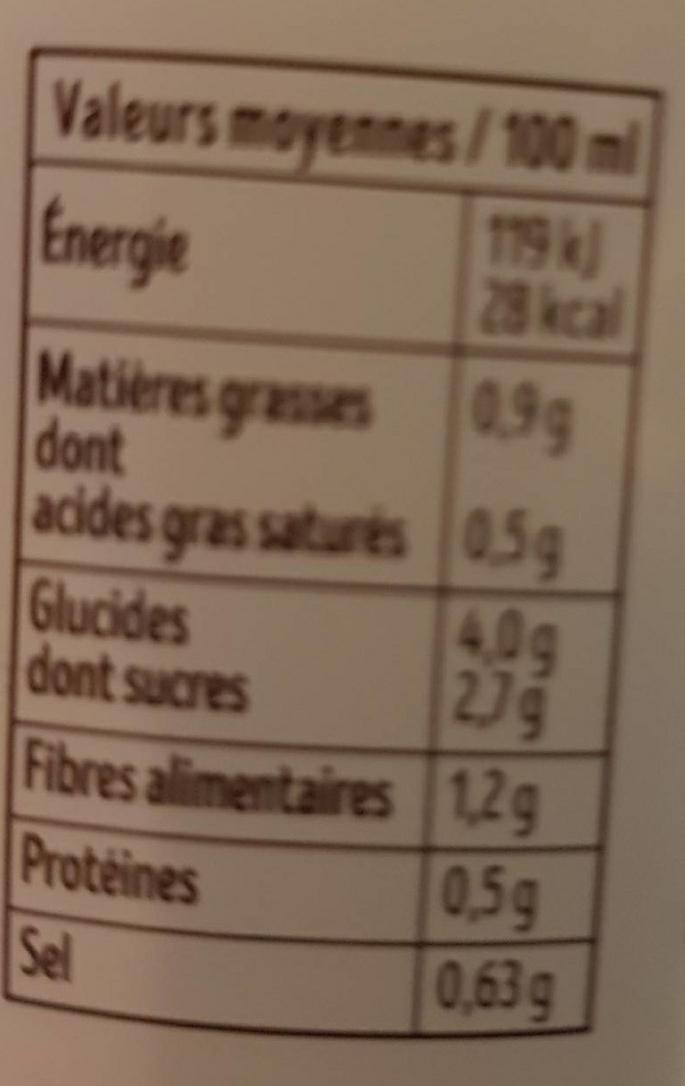 Valeurs moyennes / 100 ml
Énergie 119 kJ
28 kcal
Matières grasses 0,9 g
dont
acides gras saturés 0,5 g
Glucides 4,0 g
dont sucres 2,7 g
Fibres alimentaires 1,2 g
Protéines 0,5 g
Sel 0,63 g